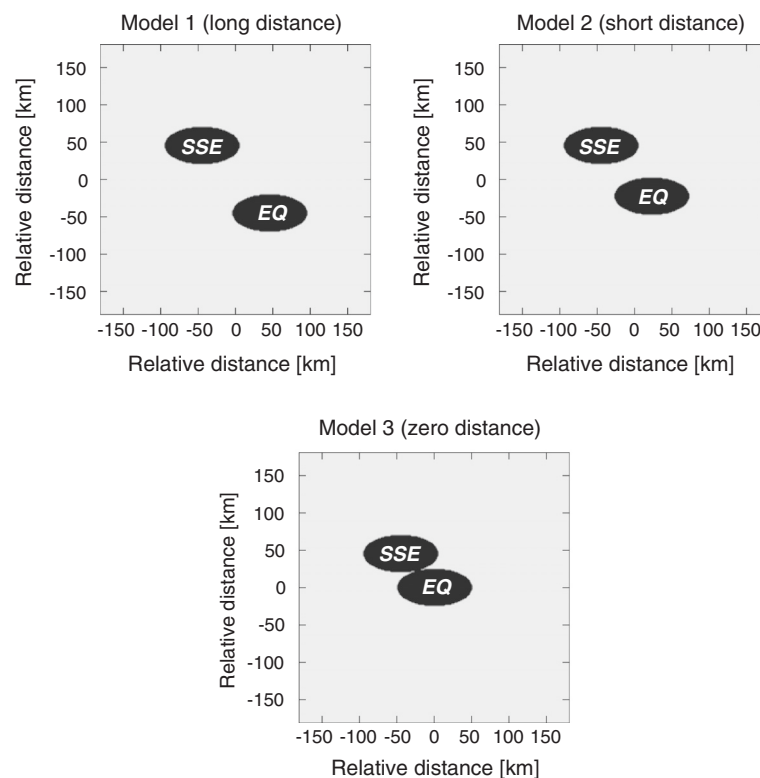 Model 1 (long distance)
Relative distance [km]
150
100
50
0
-50
-100
-150
SSE
EQ
-150 -100 -50 0 50 100 150
Relative distance [km]
Model 2 (short distance)
Relative distance [km]
150
100
50
0
-50
-100
-150
SSE
EQ
-150 -100 -50 0 50 100 150
Relative distance [km]
Model 3 (zero distance)
Relative distance [km]
150
100
50
0
-50
-100
-150
SSE
EQ
-150 -100 -50 0 50 100 150
Relative distance [km]